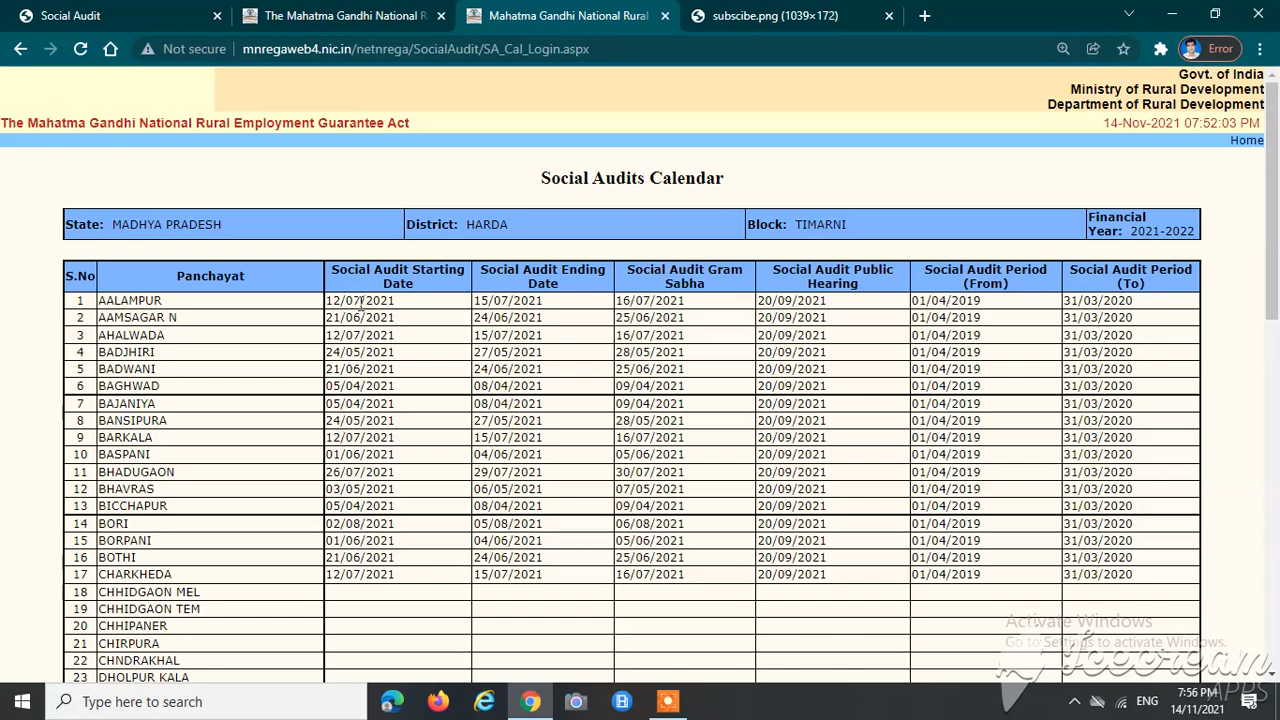 Social Audit
The Mahatma Gandhi National R
Mahatma Gandhi National Rural
subscibe.png (1039×172)
Not secure mnregaweb4.nic.in/netnrega/SocialAudit/SA_Cal_Login.aspx
Error
Govt. of India
Ministry of Rural Development
Department of Rural Development
The Mahatma Gandhi National Rural Employment Guarantee Act 14-Nov-2021 07:52:03 PM
Home
Social Audits Calendar
State: MADHYA PRADESH District: HARDA Block: TIMARNI Financial Year: 2021-2022
S.No Panchayat Social Audit Starting Date Social Audit Ending Date Social Audit Gram Sabha Social Audit Public Hearing Social Audit Period (From) Social Audit Period (To)
1 AALAMPUR 12/07/2021 15/07/2021 16/07/2021 20/09/2021 01/04/2019 31/03/2020
2 AAMSAGAR N 21/06/2021 24/06/2021 25/06/2021 20/09/2021 01/04/2019 31/03/2020
3 AHALWADA 12/07/2021 15/07/2021 16/07/2021 20/09/2021 01/04/2019 31/03/2020
4 BADJHIRI 24/05/2021 27/05/2021 28/05/2021 20/09/2021 01/04/2019 31/03/2020
5 BADWANI 21/06/2021 24/06/2021 25/06/2021 20/09/2021 01/04/2019 31/03/2020
6 BAGHWAD 05/04/2021 08/04/2021 09/04/2021 20/09/2021 01/04/2019 31/03/2020
7 BAJANIYA 05/04/2021 08/04/2021 09/04/2021 20/09/2021 01/04/2019 31/03/2020
8 BANSIPURA 24/05/2021 27/05/2021 28/05/2021 20/09/2021 01/04/2019 31/03/2020
9 BARKALA 12/07/2021 15/07/2021 16/07/2021 20/09/2021 01/04/2019 31/03/2020
10 BASPANI 01/06/2021 04/06/2021 05/06/2021 20/09/2021 01/04/2019 31/03/2020
11 BHADUGAON 26/07/2021 29/07/2021 30/07/2021 20/09/2021 01/04/2019 31/03/2020
12 BHAVRAS 03/05/2021 06/05/2021 07/05/2021 20/09/2021 01/04/2019 31/03/2020
13 BICCHAPUR 05/04/2021 08/04/2021 09/04/2021 20/09/2021 01/04/2019 31/03/2020
14 BORI 02/08/2021 05/08/2021 06/08/2021 20/09/2021 01/04/2019 31/03/2020
15 BORPANI 01/06/2021 04/06/2021 05/06/2021 20/09/2021 01/04/2019 31/03/2020
16 BOTHI 21/06/2021 24/06/2021 25/06/2021 20/09/2021 01/04/2019 31/03/2020
17 CHARKHEDA 12/07/2021 15/07/2021 16/07/2021 20/09/2021 01/04/2019 31/03/2020
18 CHHIDGAON MEL
19 CHHIDGAON TEM
20 CHHIPANER
21 CHIRPURA
22 CHNDRAKHAL
23 DHOLPUR KALA
Activate Windows
Go to Settings to activate Windows.
Icecream
APPS
Type here to search
ENG
7:56 PM
14/11/2021